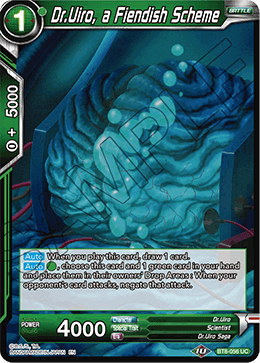 1
Dr.Uiro, a Fiendish Scheme
BATTLE
+ 5000
SAMPLE
Auto When you play this card, draw 1 card.
Auto , choose this card and 1 green card in your hand
and place them in their owners' Drop Areas : When your
opponent's card attacks, negate that attack.
POWER 4000
Character Dr.Uiro
Special Trait Scientist
Era Dr.Uiro Saga
BT8-056 UC